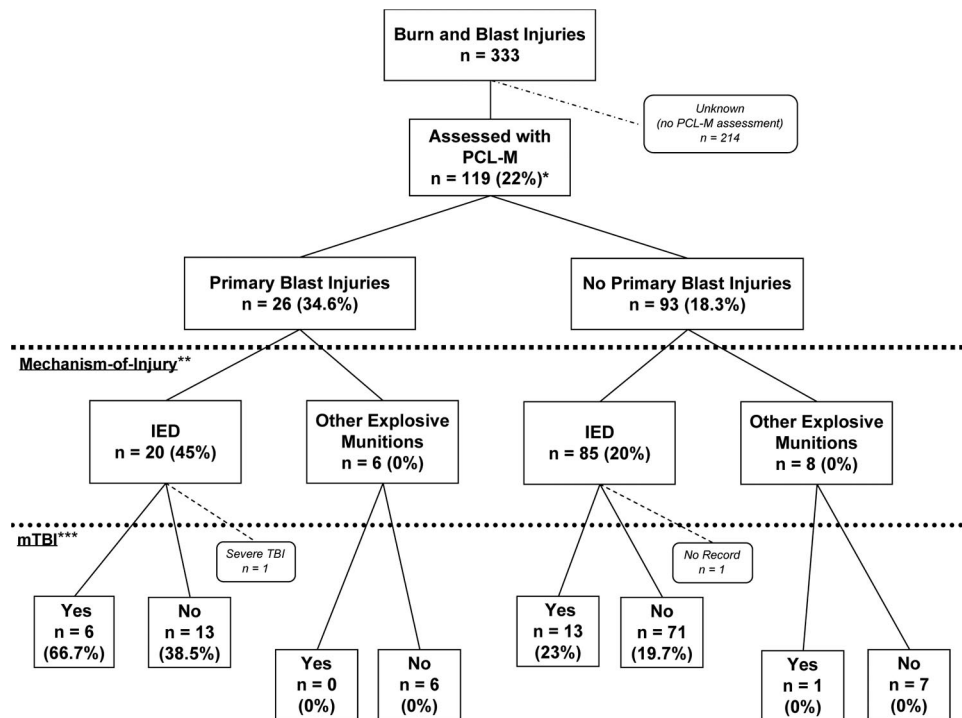 Burn and Blast Injuries
n = 333
Unknown
(no PCL-M assessment)
n = 214
Assessed with
PCL-M
n = 119 (22%)*
Primary Blast Injuries
n = 26 (34.6%)
No Primary Blast Injuries
n = 93 (18.3%)
Mechanism-of-Injury**
IED
n = 20 (45%)
Other Explosive
Munitions
n = 6 (0%)
IED
n = 85 (20%)
Other Explosive
Munitions
n = 8 (0%)
mTBI***
Severe TBI
n = 1
No Record
n = 1
Yes
n = 6
(66.7%)
No
n = 13
(38.5%)
Yes
n = 0
(0%)
No
n = 6
(0%)
Yes
n = 13
(23%)
No
n = 71
(19.7%)
Yes
n = 1
(0%)
No
n = 7
(0%)